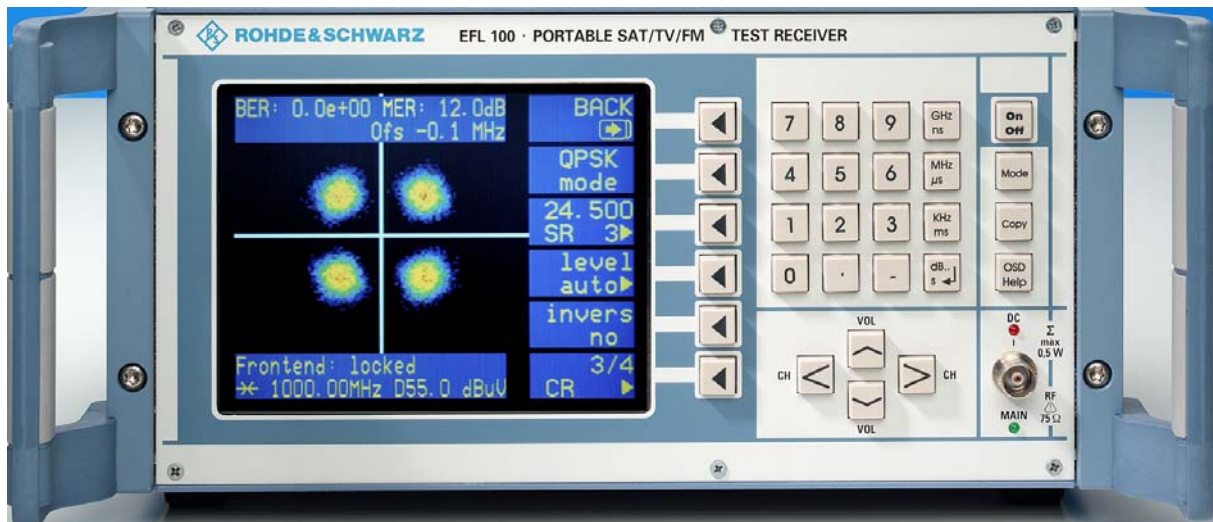 ROHDE&SCHWARZ EFL 100 · PORTABLE SAT/TV/FM TEST RECEIVER
BER: 0.0e+00 MER: 12.0dB
Ofs -0.1 MHz
BACK
QPSK
mode
24.500
SR 3
level
auto
invers
no
3/4
CR
Frontend: locked
1000.00MHz D55.0 dBuV
7 8 9 GHz
ns
On
Off
4 5 6 MHz
µs
Mode
1 2 3 KHz
ms
Copy
0 . - dB..
s
OSD
Help
VOL
CH < > CH
VOL
DC
Σ
max
0,5 W
RF
75 Ω
MAIN